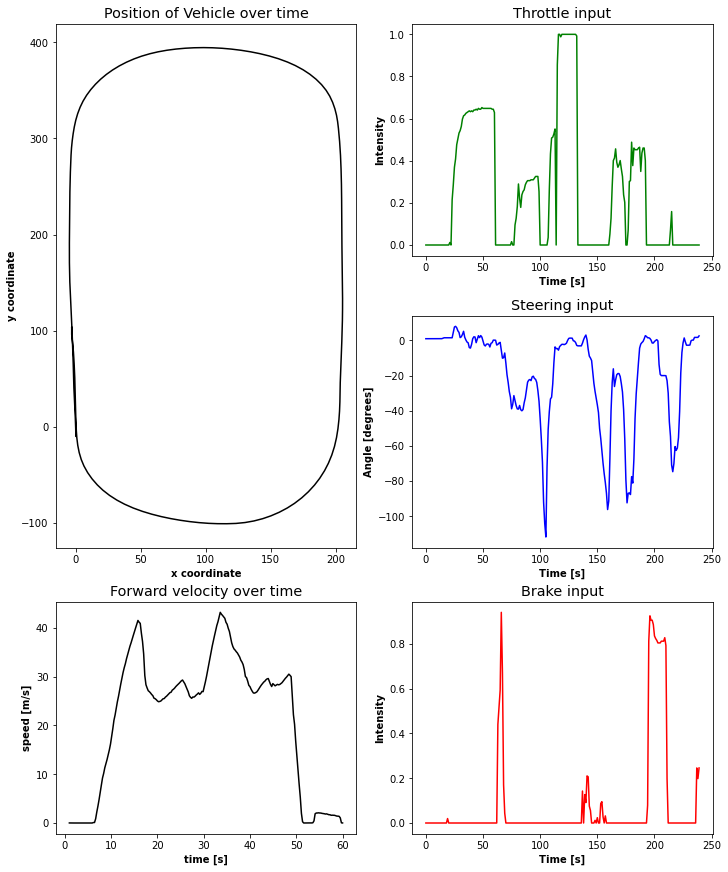 Position of Vehicle over time
y coordinate
400
300
200
100
0
−100
0 50 100 150 200
x coordinate
Throttle input
Intensity
1.0
0.8
0.6
0.4
0.2
0.0
0 50 100 150 200 250
Time [s]
Steering input
Angle [degrees]
0
−20
−40
−60
−80
−100
0 50 100 150 200 250
Time [s]
Forward velocity over time
speed [m/s]
40
30
20
10
0
0 10 20 30 40 50 60
time [s]
Brake input
Intensity
0.8
0.6
0.4
0.2
0.0
0 50 100 150 200 250
Time [s]